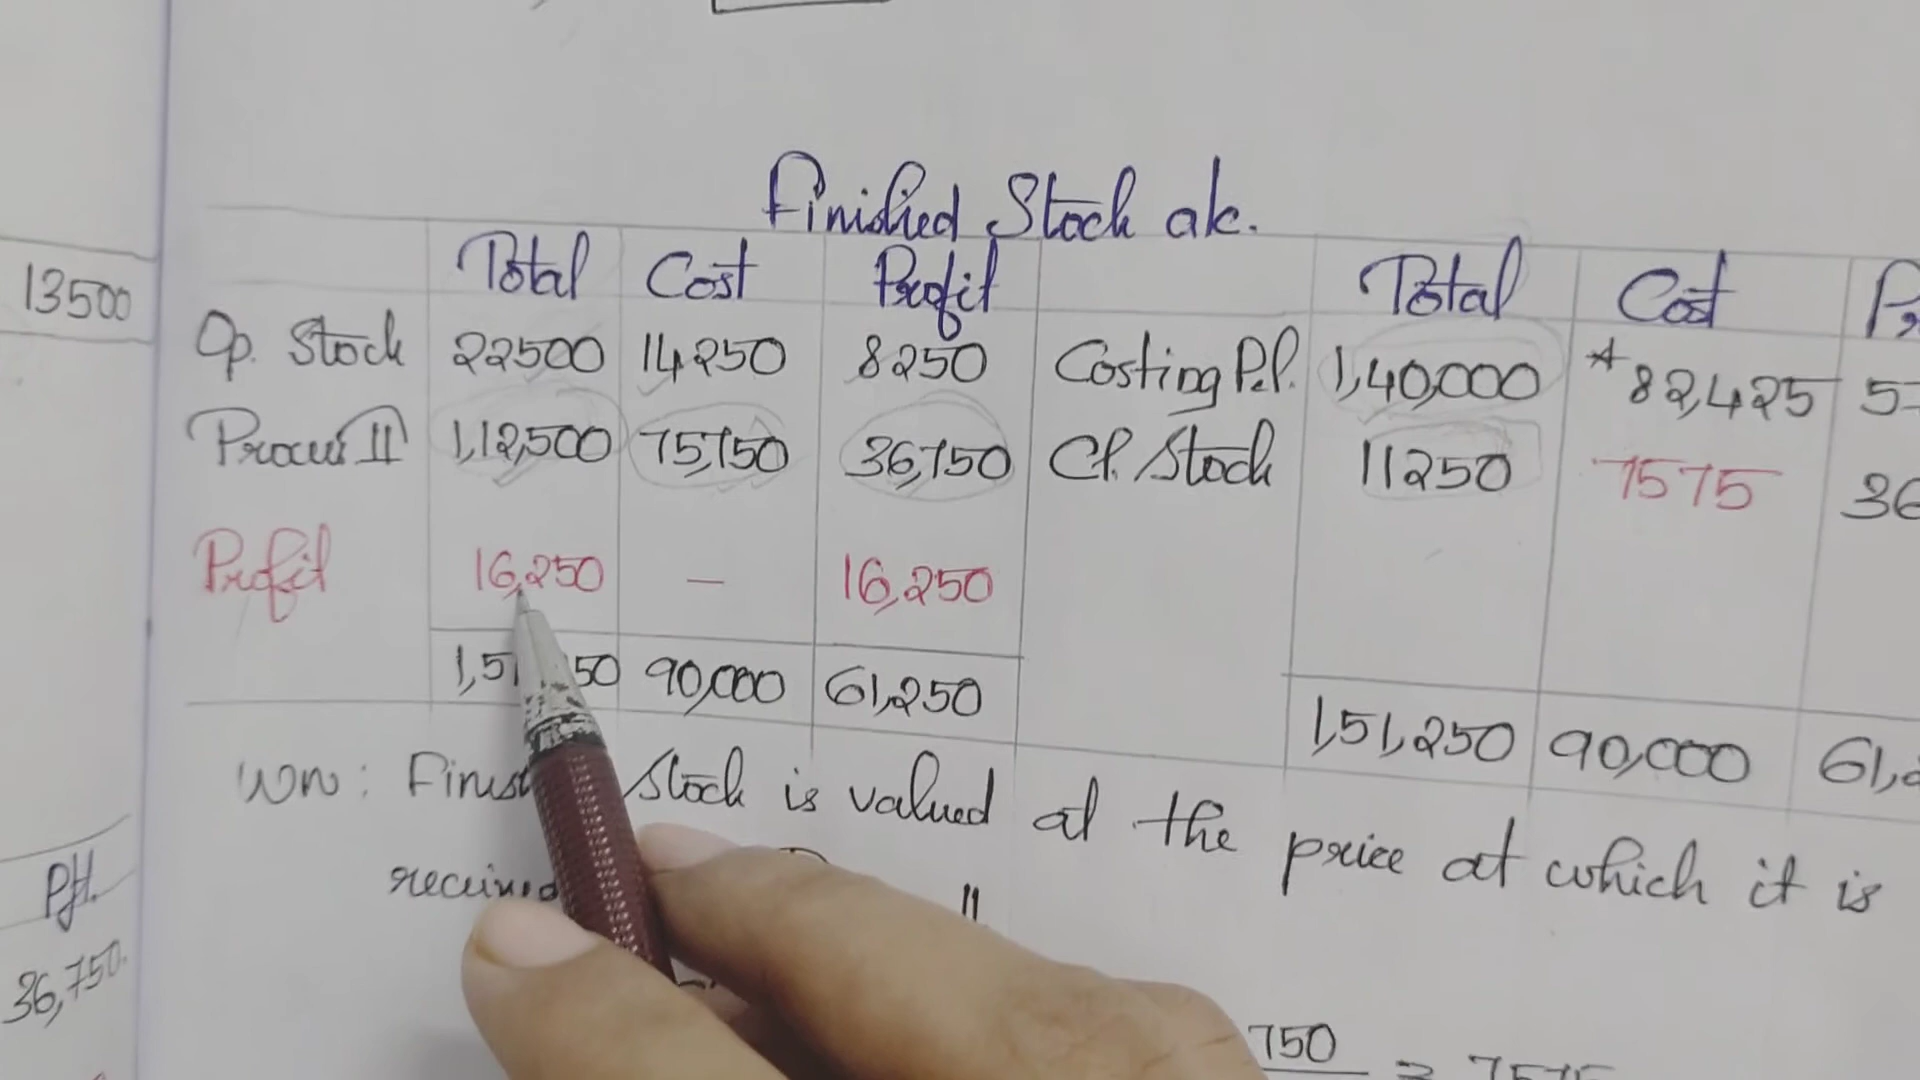 Finished Stock a/c.
Total Cost Profit Total Cost
Op. Stock 22500 14250 8250 Costing P.l. 1,40,000 *82,425
Process II 1,12,500 75,750 36,750 Cl. Stock 11250 7575
Profit 16,250 — 16,250
90,000 61,250 1,51,250 90,000
WN: Stock is valued at the price at which it is
received
750
= 7575
13500
P/L
36,750.